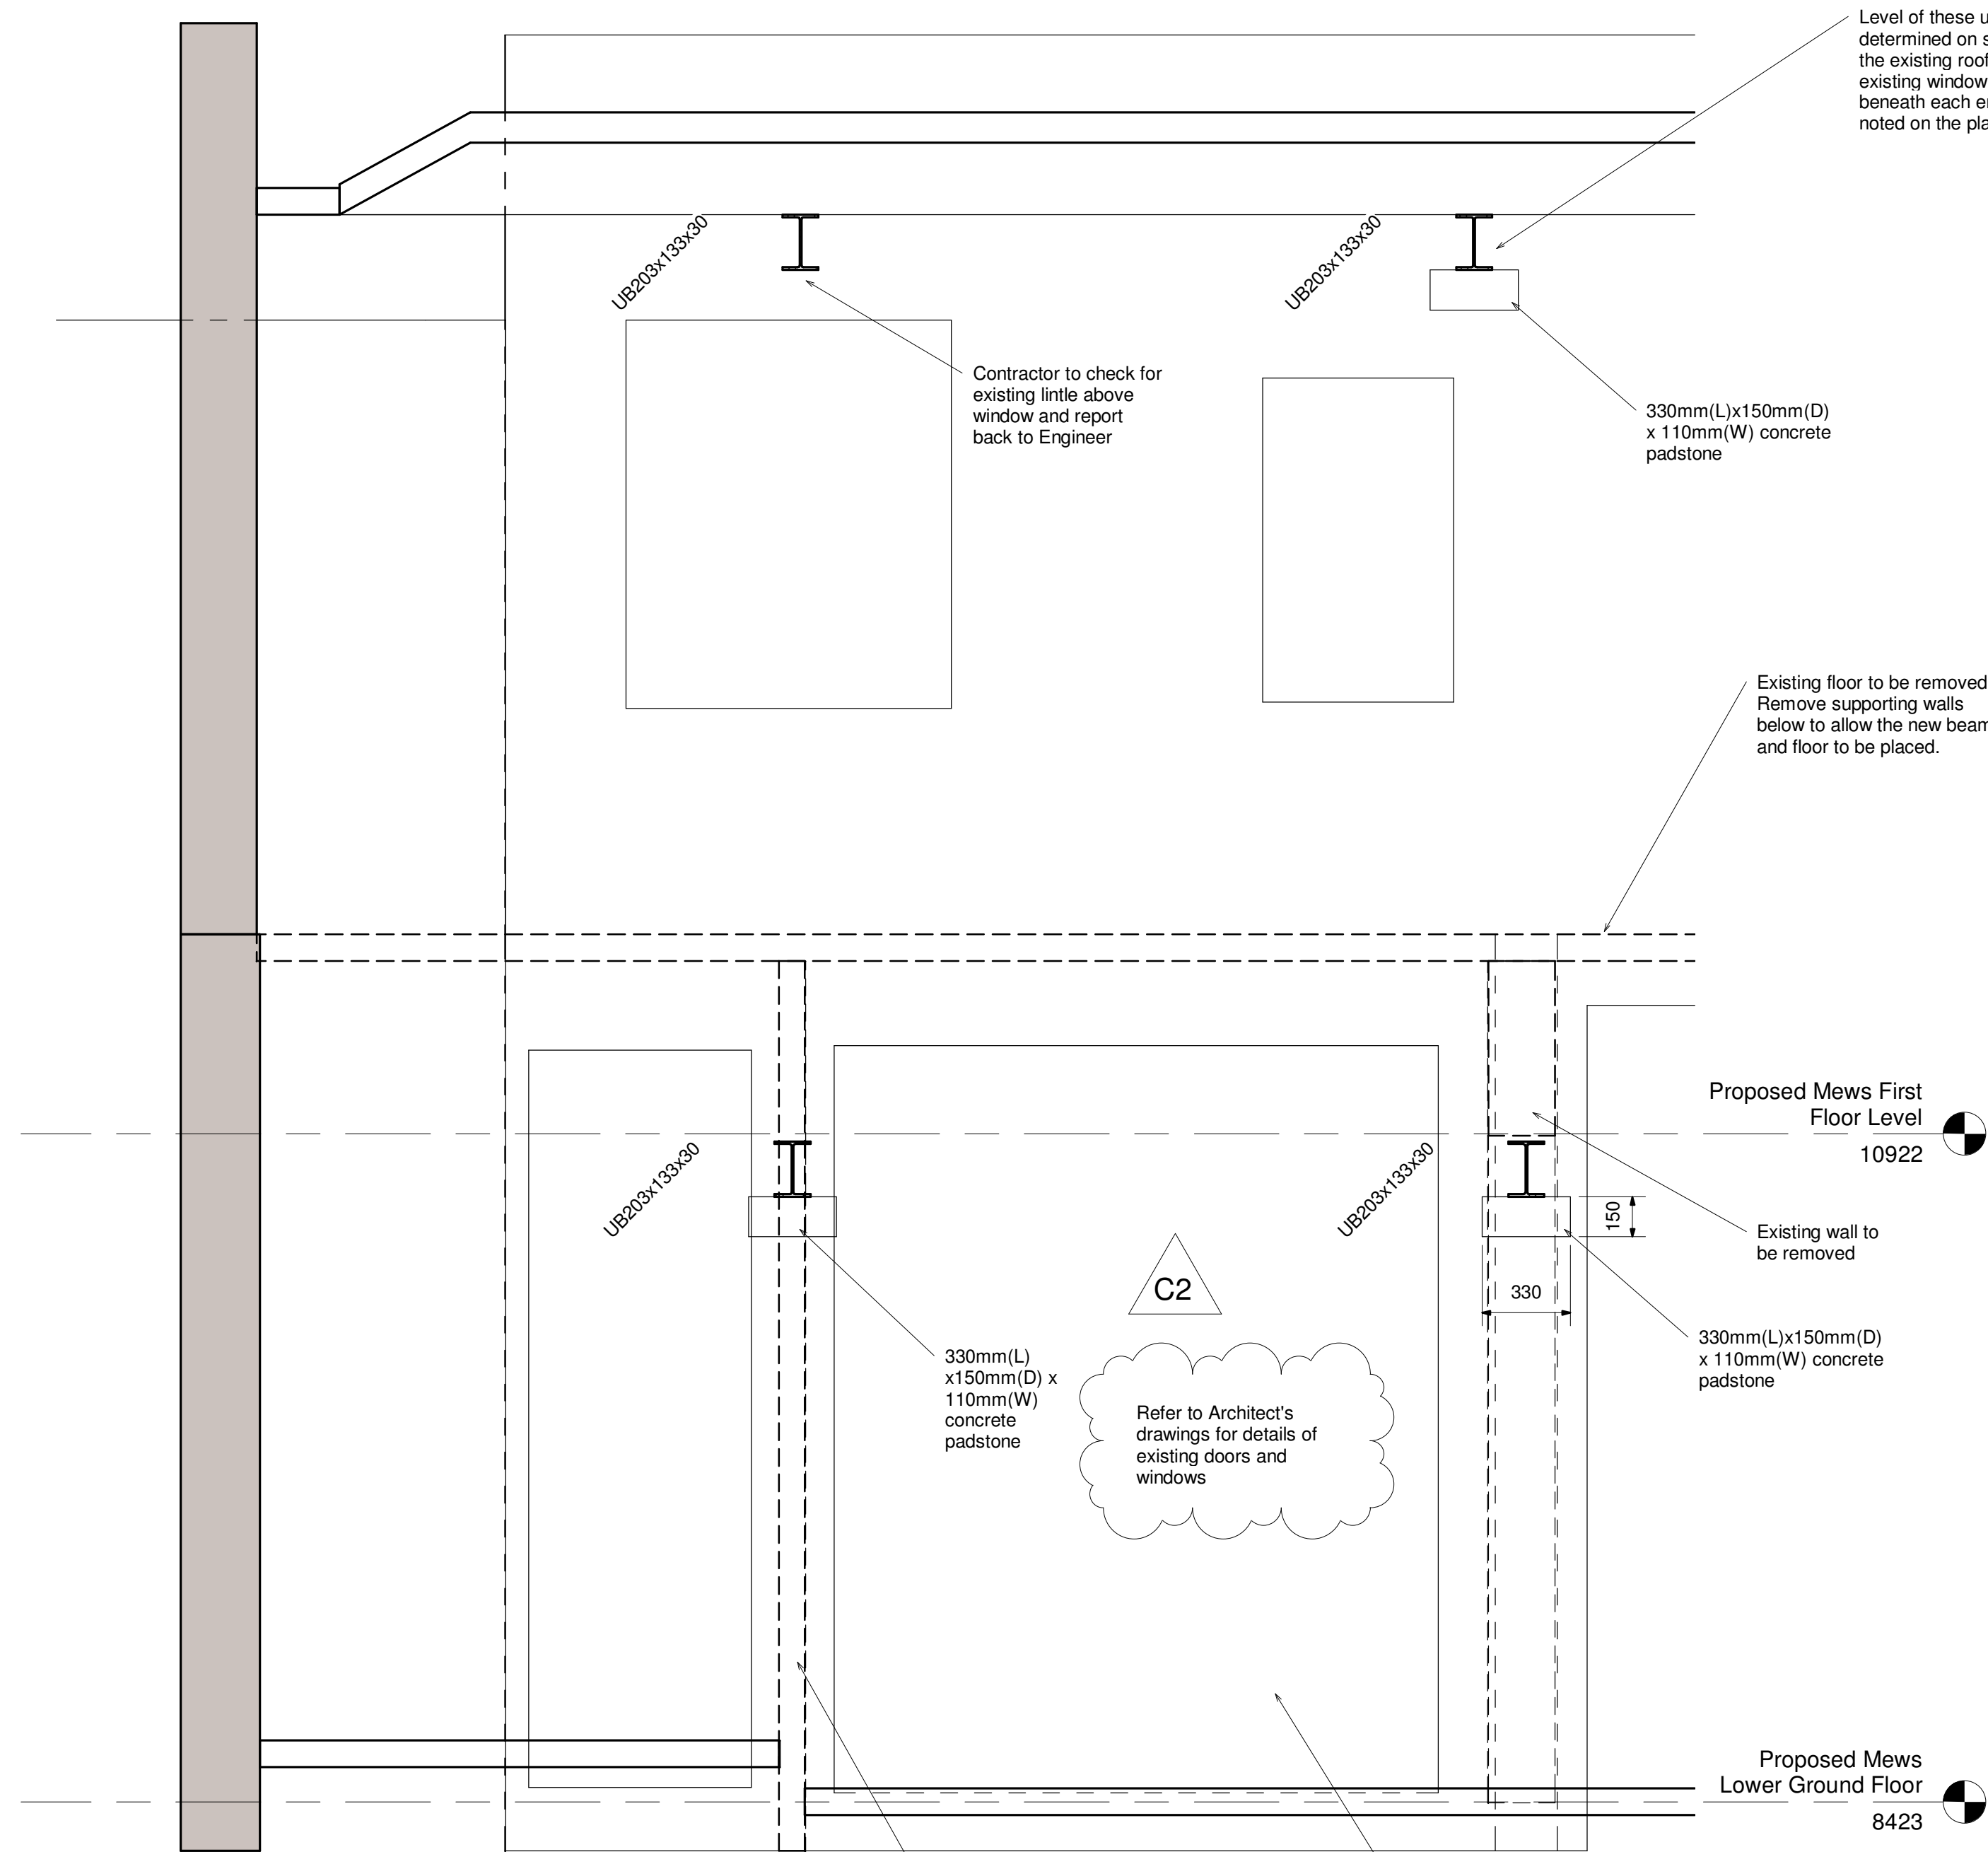 Level of these
determined on
the existing
existing window
beneath each
noted on the
UB203x133x30
UB203x133x30
Contractor to check for
existing lintle above
window and report
back to Engineer
330mm(L)x150mm(D)
x 110mm(W) concrete
padstone
Existing floor to be removed
Remove supporting walls
below to allow the new
and floor to be placed.
Proposed Mews First
Floor Level
10922
UB203x133x30
UB203x133x30
150
Existing wall to
be removed
C2
330
330mm(L)x150mm(D)
x 110mm(W) concrete
padstone
330mm(L)
x150mm(D) x
110mm(W)
concrete
padstone
Refer to Architect's
drawings for details of
existing doors and
windows
Proposed Mews
Lower Ground Floor
8423